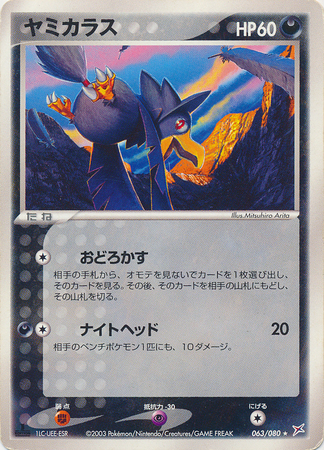 ヤミカラス HP60
たね Illus.Mitsuhiro Arita
おどろかす
相手の手札から、オモテを見ないでカードを1枚選び出し、
そのカードを見る。その後、そのカードを相手の山札にもどし、
その山札を切る。
ナイトヘッド 20
相手のベンチポケモン1匹にも、10ダメージ。
弱点 抵抗力 -30 にげる
1LC-UEE-ESR ©2003 Pokémon/Nintendo/Creatures/GAME FREAK 063/080 ★